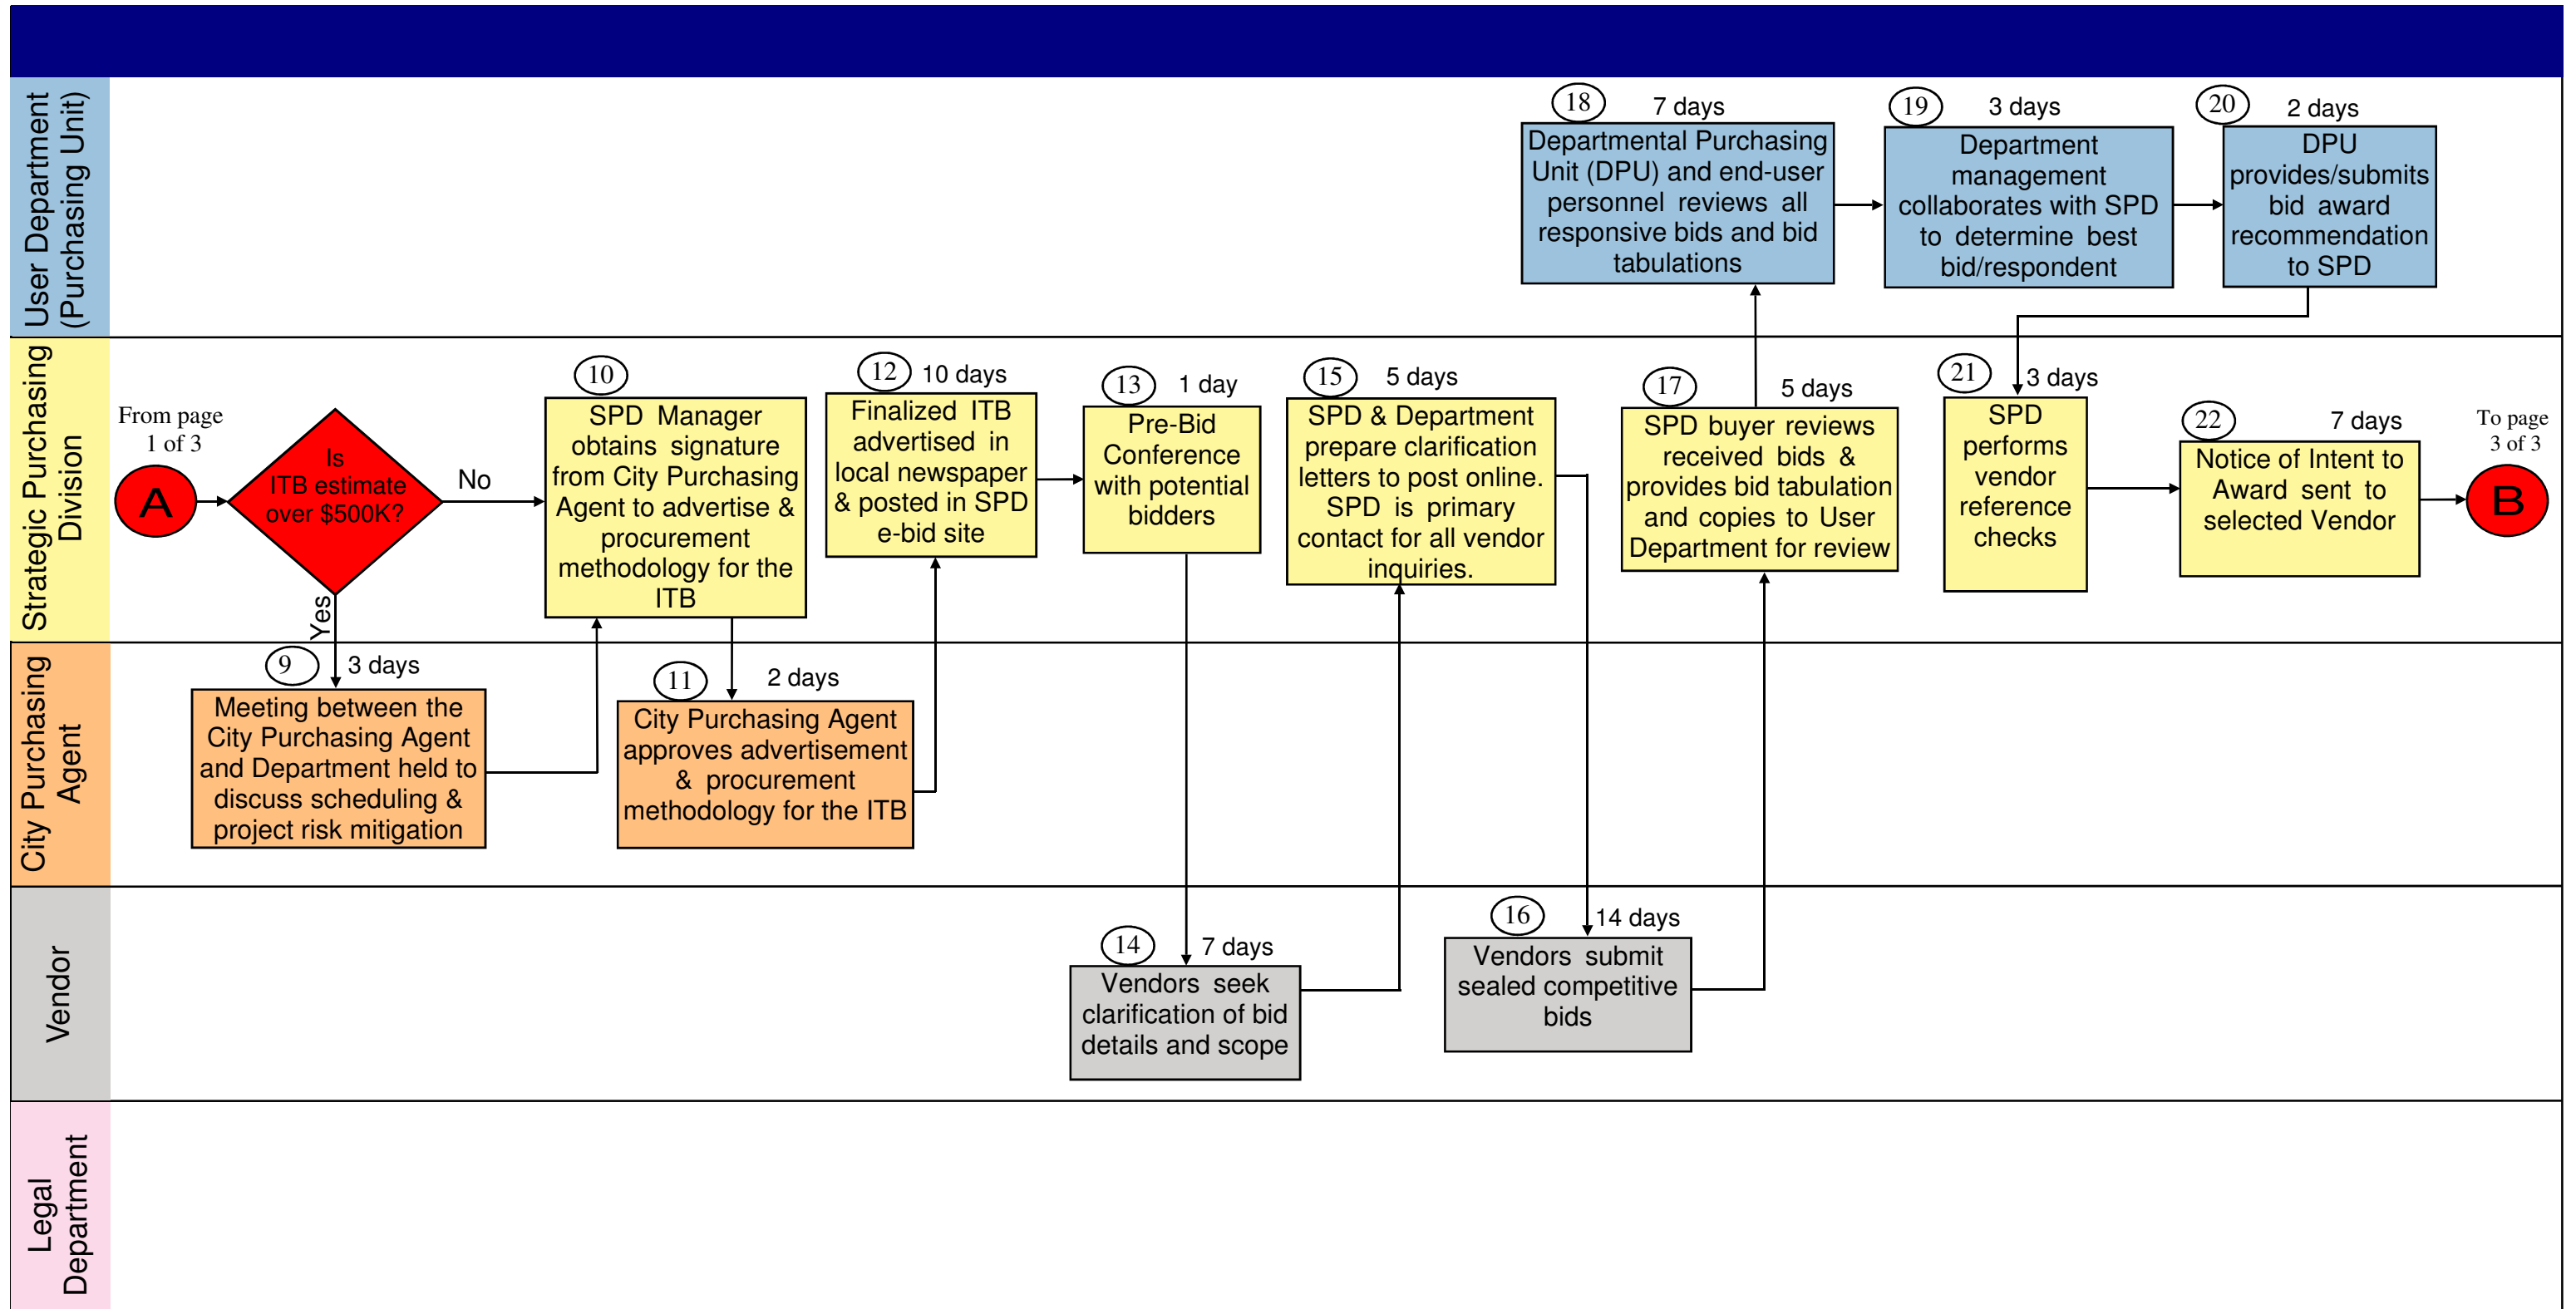 User Department
(Purchasing Unit)
18
7 days
Departmental Purchasing
Unit (DPU) and end-user
personnel reviews all
responsive bids and bid
tabulations
19
3 days
Department
management
collaborates with SPD
to determine best
bid/respondent
20
2 days
DPU
provides/submits
bid award
recommendation
to SPD
Strategic Purchasing
Division
From page
1 of 3
A
Is
ITB estimate
over $500K?
No
Yes
10
SPD Manager
obtains signature
from City Purchasing
Agent to advertise &
procurement
methodology for the
ITB
12
10 days
Finalized ITB
advertised in
local newspaper
& posted in SPD
e-bid site
13
1 day
Pre-Bid
Conference
with potential
bidders
15
5 days
SPD & Department
prepare clarification
letters to post online.
SPD is primary
contact for all vendor
inquiries.
17
5 days
SPD buyer reviews
received bids &
provides bid tabulation
and copies to User
Department for review
21
3 days
SPD
performs
vendor
reference
checks
22
7 days
Notice of Intent to
Award sent to
selected Vendor
To page
3 of 3
B
City Purchasing
Agent
9
3 days
Meeting between the
City Purchasing Agent
and Department held to
discuss scheduling &
project risk mitigation
11
2 days
City Purchasing Agent
approves advertisement
& procurement
methodology for the ITB
Vendor
14
7 days
Vendors seek
clarification of bid
details and scope
16
14 days
Vendors submit
sealed competitive
bids
Legal
Department